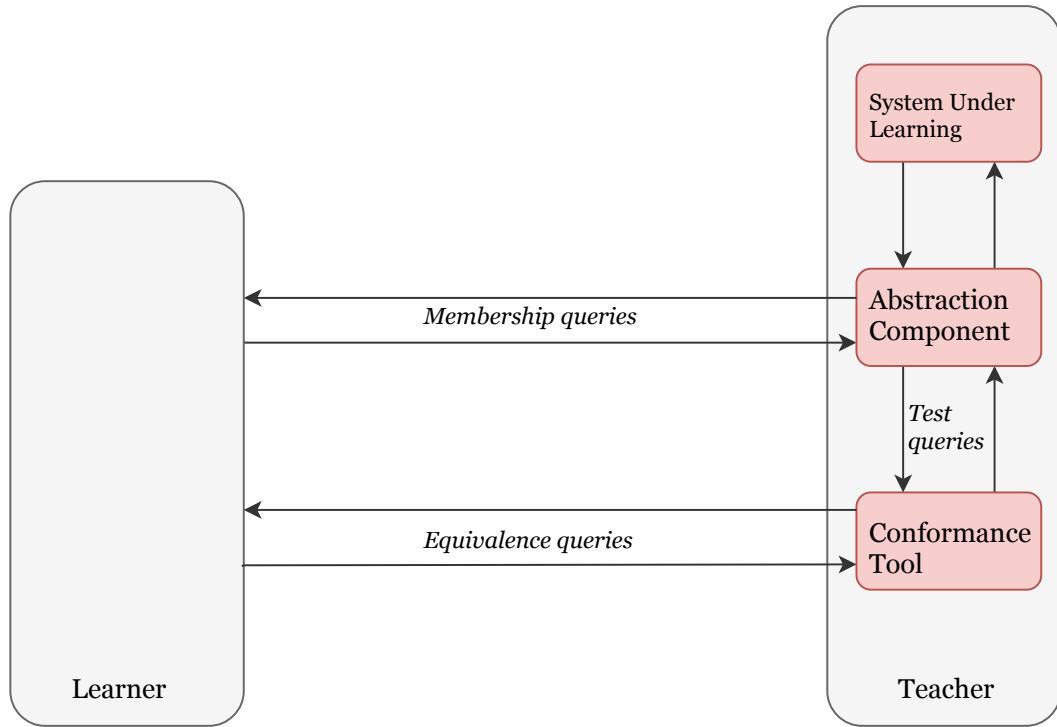 System Under
Learning
Abstraction
Component
Membership queries
Test
queries
Conformance
Tool
Equivalence queries
Learner
Teacher